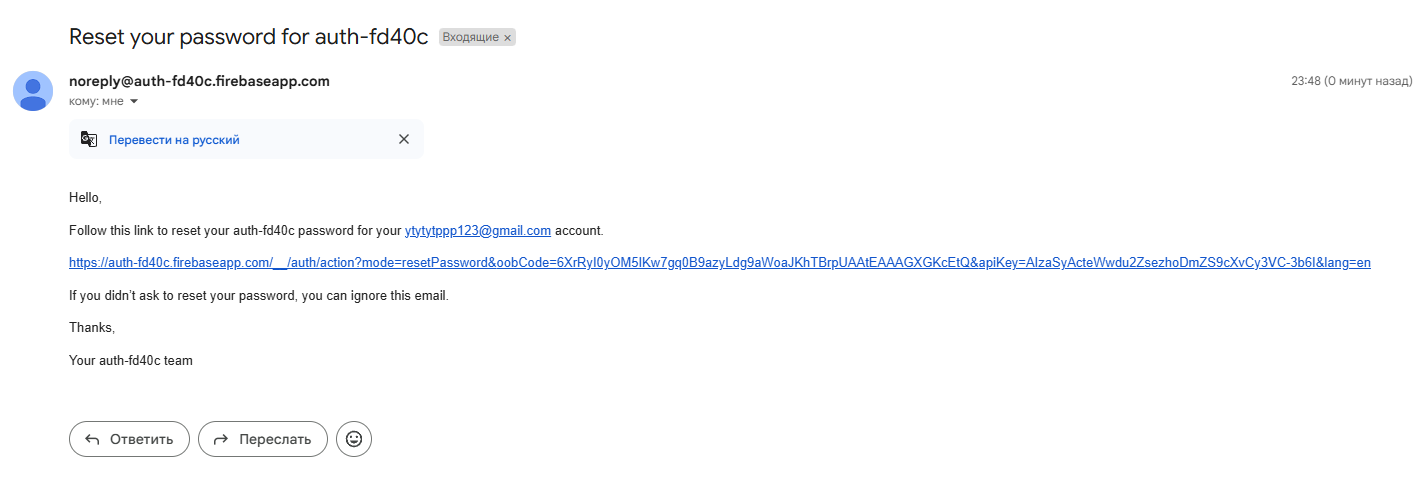 Reset your password for auth-fd40c Входящие ×
noreply@auth-fd40c.firebaseapp.com 23:48 (0 минут назад)
кому: мне
Перевести на русский
Hello,
Follow this link to reset your auth-fd40c password for your ytytytppp123@gmail.com account.
https://auth-fd40c.firebaseapp.com/__/auth/action?mode=resetPassword&oobCode=6XrRyI0yOM5IKw7gq0B9azyLdg9aWoaJKhTBrpUAAtEAAAGXGKcEtQ&apiKey=AIzaSyActeWwdu2ZsezhoDmZS9cXvCy3VC-3b6I&lang=en
If you didn’t ask to reset your password, you can ignore this email.
Thanks,
Your auth-fd40c team
Ответить Переслать